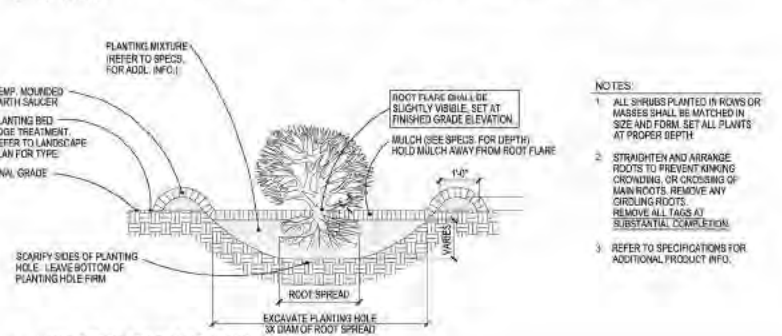 PLANTING MIXTURE
(REFER TO SPECS.
FOR ADDL. INFO.)
EMP. MOUNDED
ARTH SAUCER
LANTING BED
DGE TREATMENT.
EFER TO LANDSCAPE
LAN FOR TYPE
NAL GRADE
SCARIFY SIDES OF PLANTING
HOLE. LEAVE BOTTOM OF
PLANTING HOLE FIRM
ROOT FLARE SHALL BE
SLIGHTLY VISIBLE, SET AT
FINISHED GRADE ELEVATION
MULCH (SEE SPECS. FOR DEPTH)
HOLD MULCH AWAY FROM ROOT FLARE
1'-0"
VARIES
ROOT SPREAD
EXCAVATE PLANTING HOLE
3X DIAM OF ROOT SPREAD
NOTES:
1. ALL SHRUBS PLANTED IN ROWS OR
MASSES SHALL BE MATCHED IN
SIZE AND FORM. SET ALL PLANTS
AT PROPER DEPTH
2. STRAIGHTEN AND ARRANGE
ROOTS TO PREVENT KINKING
CROWDING, OR CROSSING OF
MAIN ROOTS. REMOVE ANY
GIRDLING ROOTS.
REMOVE ALL TAGS AT
SUBSTANTIAL COMPLETION.
3. REFER TO SPECIFICATIONS FOR
ADDITIONAL PRODUCT INFO.